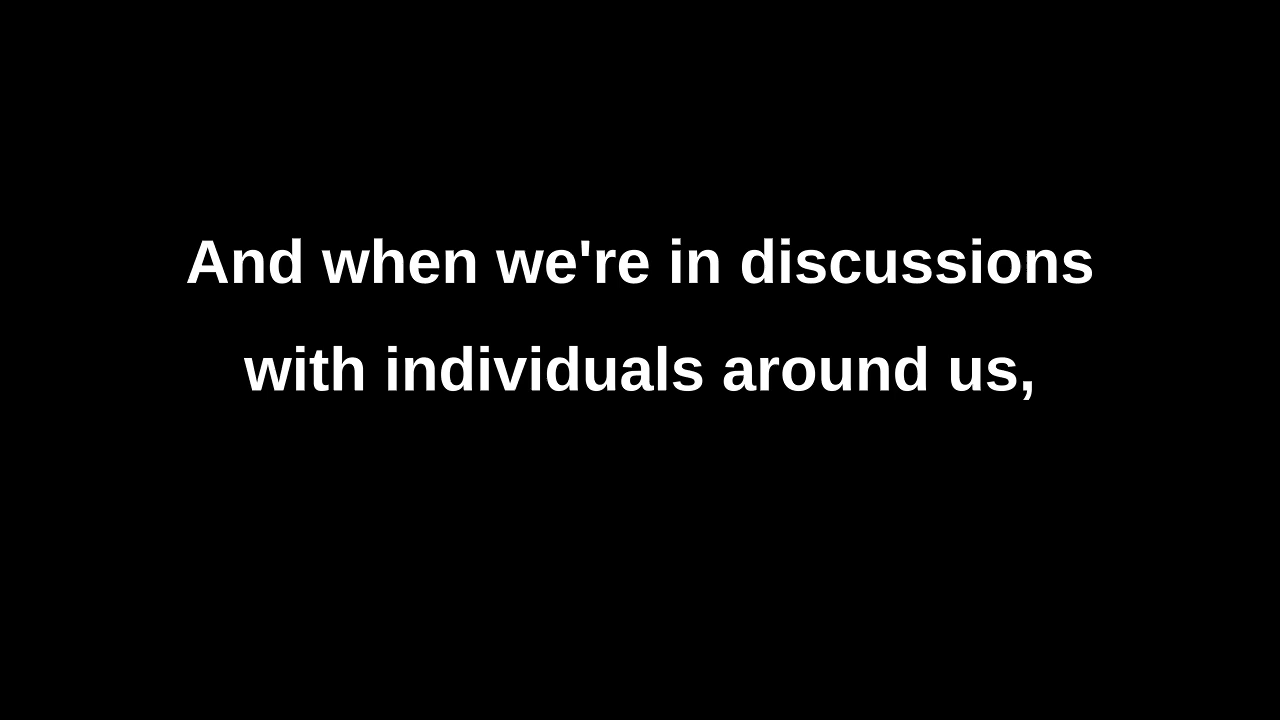 And when we're in discussions
with individuals around us,